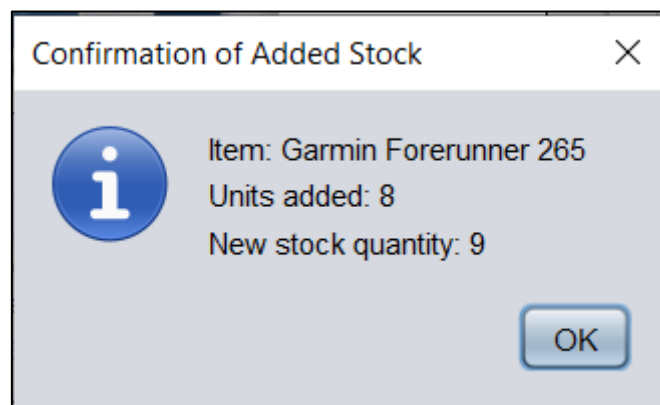 Confirmation of Added Stock
Item: Garmin Forerunner 265
Units added: 8
New stock quantity: 9
OK